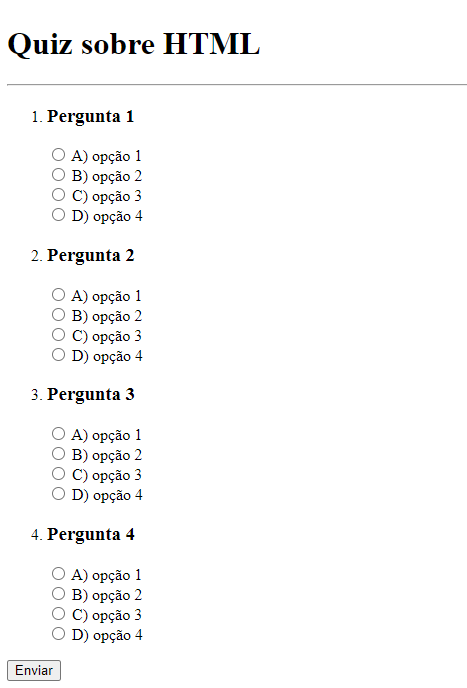 Quiz sobre HTML
1. Pergunta 1
A) opção 1
B) opção 2
C) opção 3
D) opção 4
2. Pergunta 2
A) opção 1
B) opção 2
C) opção 3
D) opção 4
3. Pergunta 3
A) opção 1
B) opção 2
C) opção 3
D) opção 4
4. Pergunta 4
A) opção 1
B) opção 2
C) opção 3
D) opção 4
Enviar